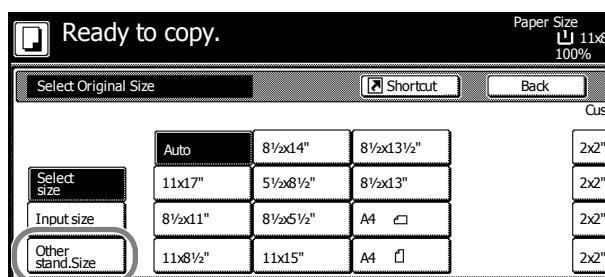 Ready to copy.
Paper Size
11x8
100%
Select Original Size
Shortcut
Back
Cus
Auto
8½x14"
8½x13½"
2x2"
Select size
11x17"
5½x8½"
8½x13"
2x2"
Input size
8½x11"
8½x5½"
A4
2x2"
Other stand.Size
11x8½"
11x15"
A4
2x2"